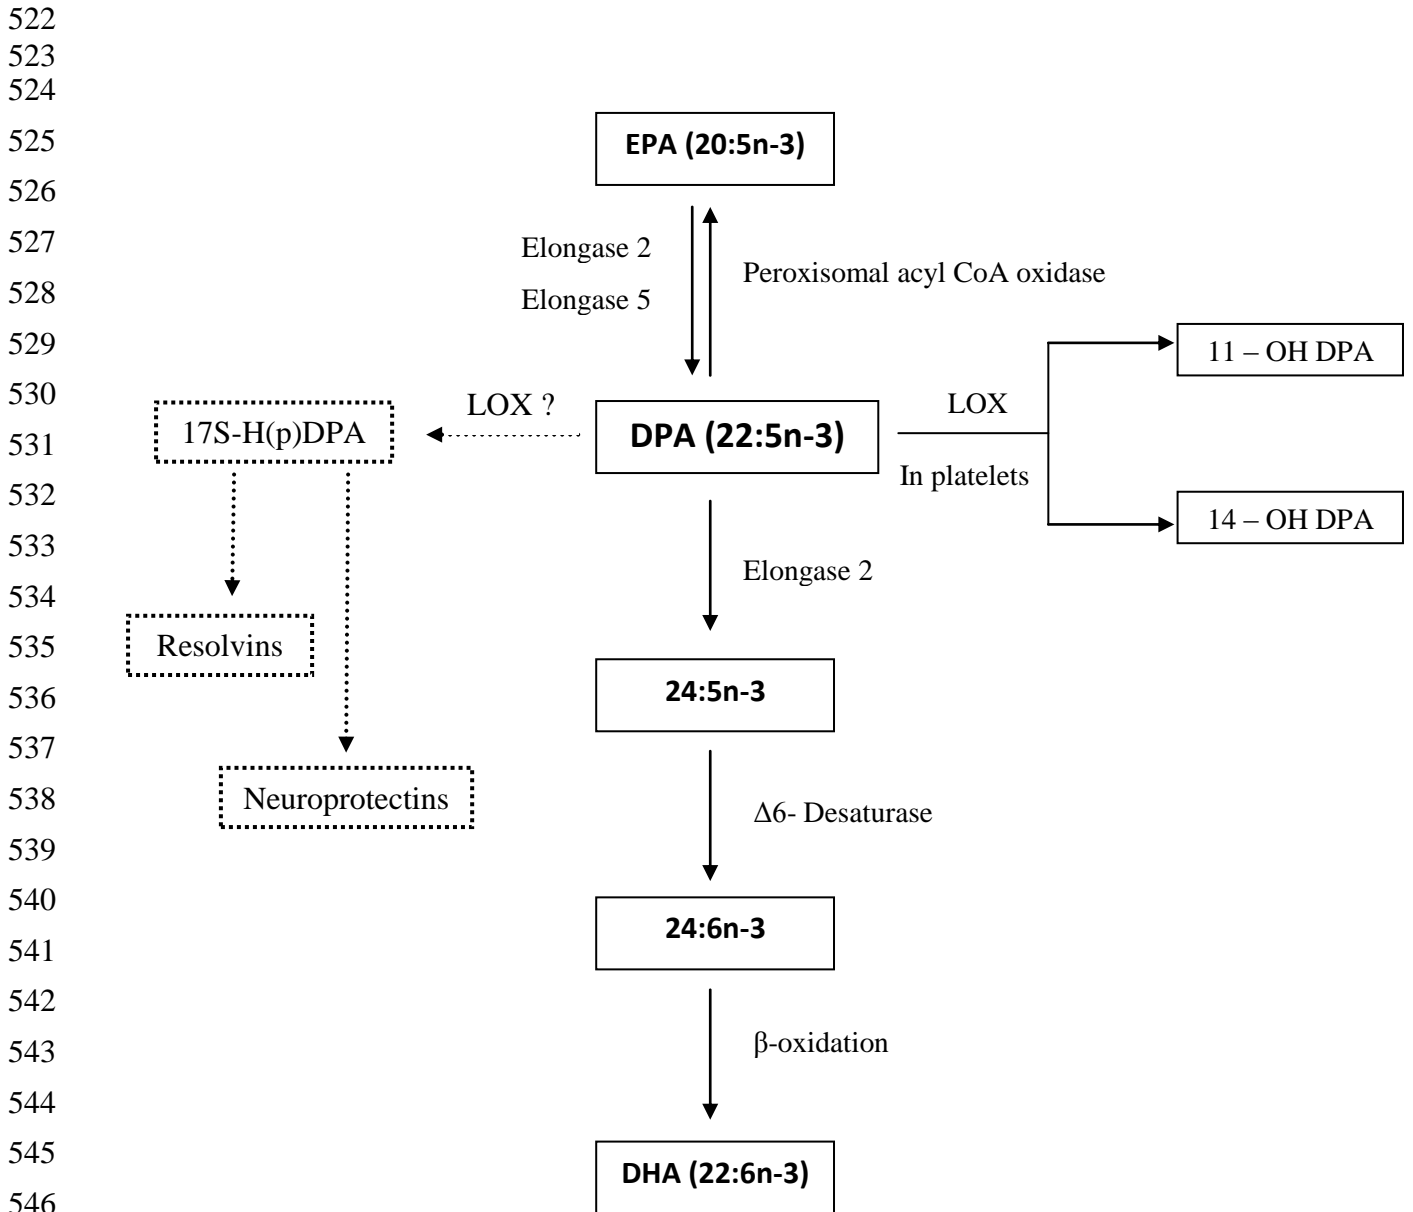 522
523
524
525
EPA (20:5n-3)
526
527
Elongase 2
Peroxisomal acyl CoA oxidase
528
Elongase 5
529
11 – OH DPA
530
LOX ?
LOX
531
17S-H(p)DPA
DPA (22:5n-3)
In platelets
532
14 – OH DPA
533
Elongase 2
534
535
Resolvins
536
24:5n-3
537
538
Neuroprotectins
Δ6- Desaturase
539
540
24:6n-3
541
542
543
β-oxidation
544
545
DHA (22:6n-3)
546